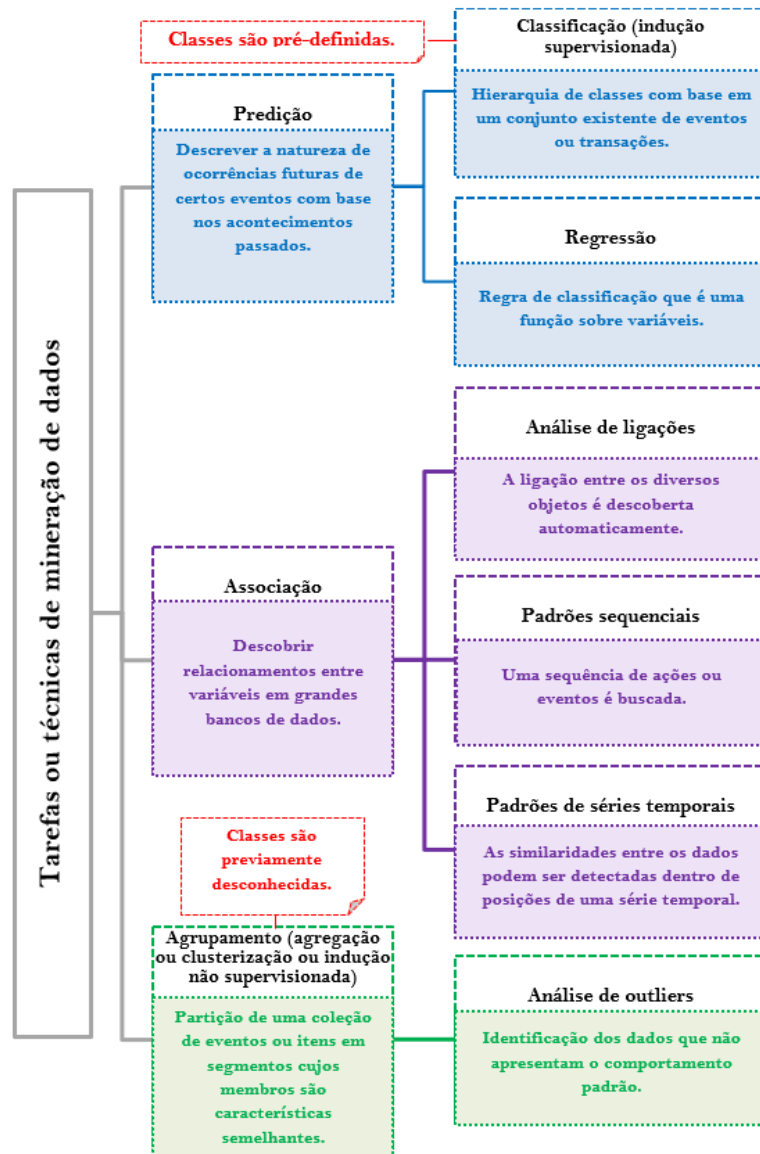 Tarefas ou técnicas de mineração de dados
Classes são pré-definidas.
Predição
Descrever a natureza de
ocorrências futuras de
certos eventos com base
nos acontecimentos
passados.
Classificação (indução
supervisionada)
Hierarquia de classes com base em
um conjunto existente de eventos
ou transações.
Regressão
Regra de classificação que é uma
função sobre variáveis.
Associação
Descobrir
relacionamentos entre
variáveis em grandes
bancos de dados.
Análise de ligações
A ligação entre os diversos
objetos é descoberta
automaticamente.
Padrões sequenciais
Uma sequência de ações ou
eventos é buscada.
Padrões de séries temporais
As similaridades entre os dados
podem ser detectadas dentro de
posições de uma série temporal.
Classes são
previamente
desconhecidas.
Agrupamento (agregação
ou clusterização ou indução
não supervisionada)
Partição de uma coleção
de eventos ou itens em
segmentos cujos
membros são
características
semelhantes.
Análise de outliers
Identificação dos dados que não
apresentam o comportamento
padrão.